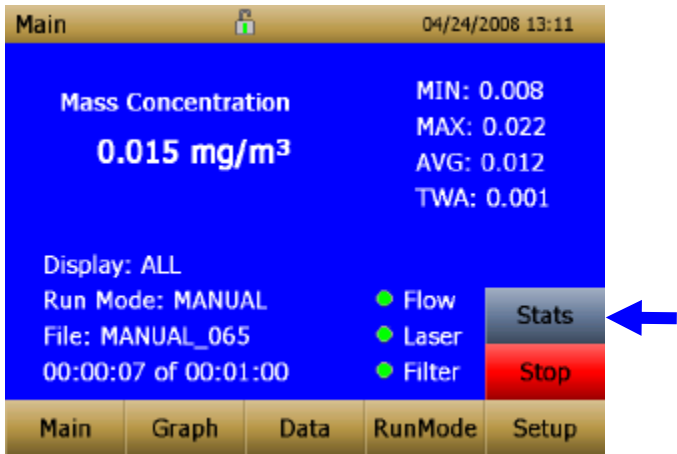 Main 04/24/2008 13:11
Mass Concentration
0.015 mg/m³
MIN: 0.008
MAX: 0.022
AVG: 0.012
TWA: 0.001
Display: ALL
Run Mode: MANUAL
File: MANUAL_065
00:00:07 of 00:01:00
Flow
Laser
Filter
Stats
Stop
Main Graph Data RunMode Setup